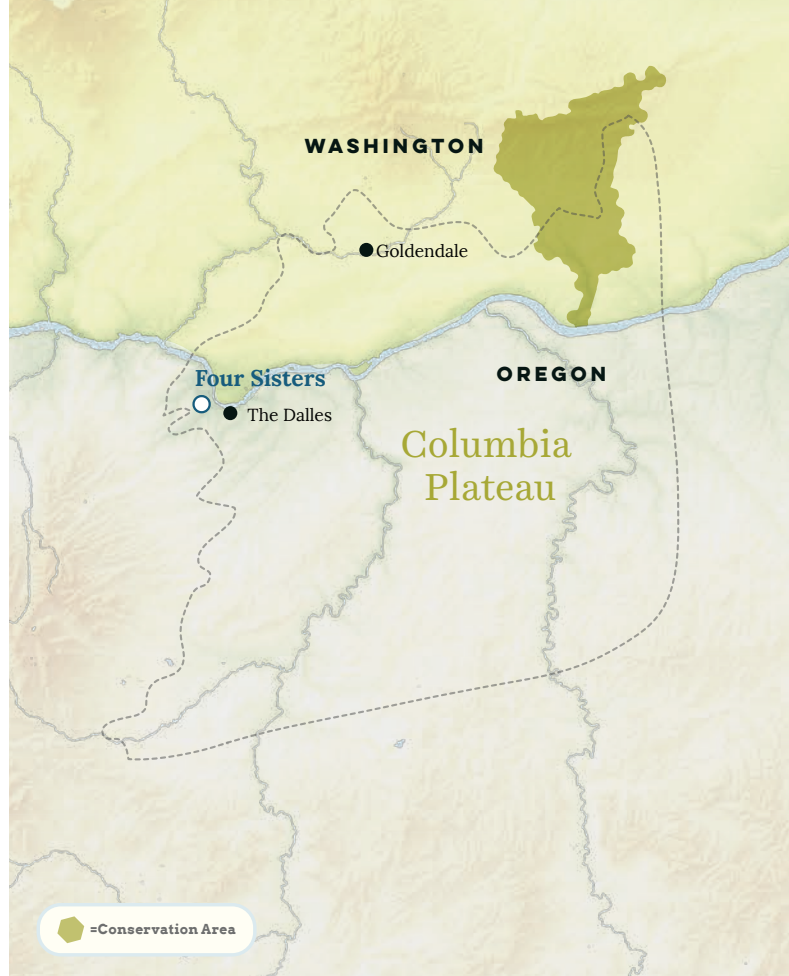 WASHINGTON
Goldendale
OREGON
Four Sisters
The Dalles
Columbia
Plateau
=Conservation Area